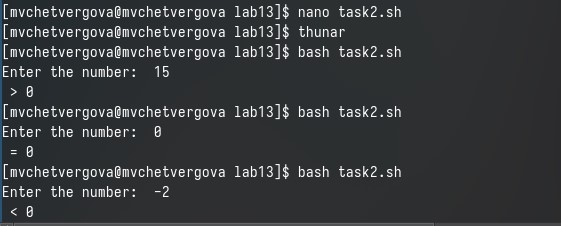 [mvchetvergova@mvchetvergova lab13]$ nano task2.sh
[mvchetvergova@mvchetvergova lab13]$ thunar
[mvchetvergova@mvchetvergova lab13]$ bash task2.sh
Enter the number:  15
 > 0
[mvchetvergova@mvchetvergova lab13]$ bash task2.sh
Enter the number:  0
 = 0
[mvchetvergova@mvchetvergova lab13]$ bash task2.sh
Enter the number:  -2
 < 0